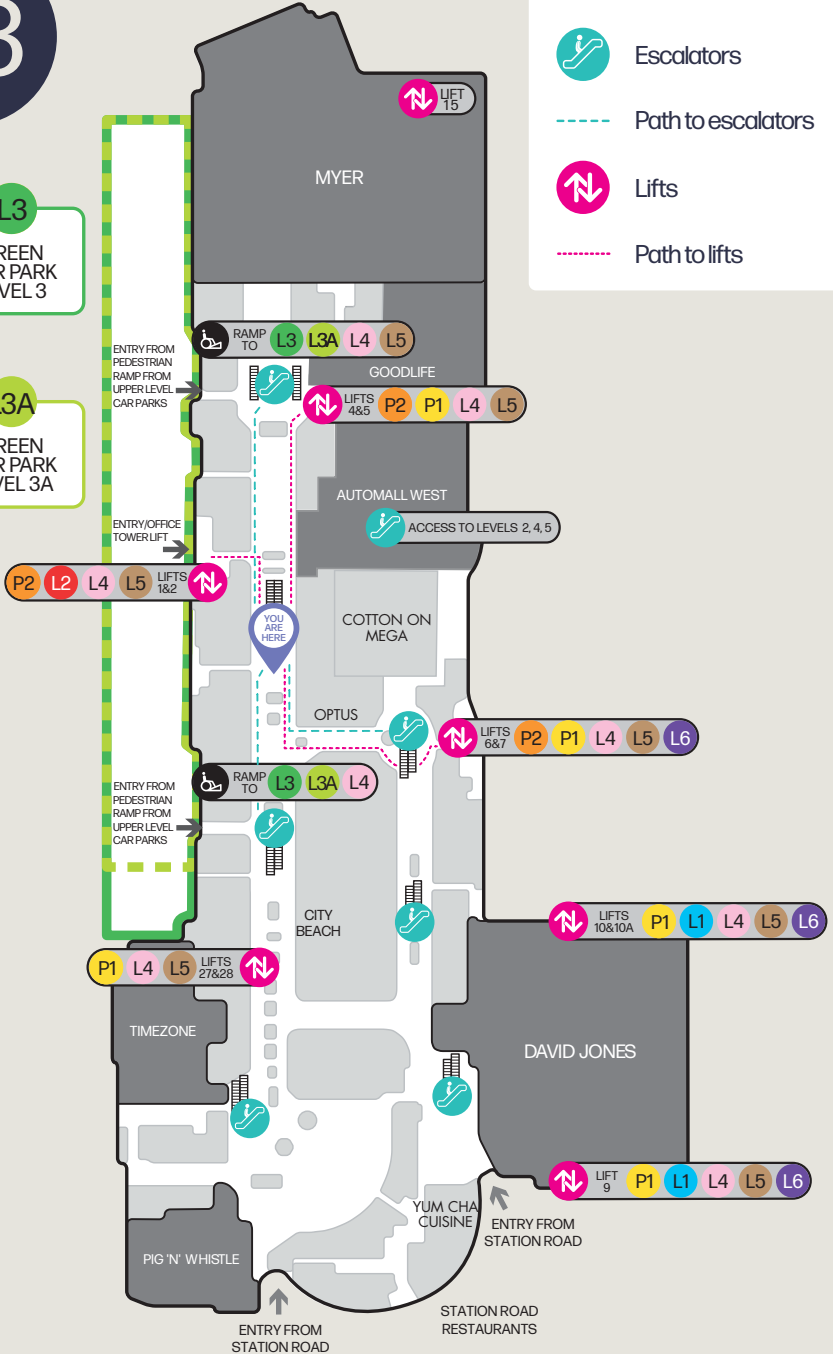 3
Escalators
Path to escalators
Lifts
Path to lifts
LIFT
15
MYER
L3
REEN
R PARK
VEL 3
RAMP
TO
L3
L3A
L4
L5
ENTRY FROM
PEDESTRIAN
RAMP FROM
UPPER LEVEL
CAR PARKS
GOODLIFE
3A
REEN
R PARK
VEL 3A
LIFTS
4&5
P2
P1
L4
L5
AUTOMALL WEST
ACCESS TO LEVELS 2, 4, 5
ENTRY/OFFICE
TOWER LIFT
P2
L2
L4
L5
LIFTS
1&2
YOU
ARE
HERE
COTTON ON
MEGA
OPTUS
LIFTS
6&7
P2
P1
L4
L5
L6
RAMP
TO
L3
L3A
L4
ENTRY FROM
PEDESTRIAN
RAMP FROM
UPPER LEVEL
CAR PARKS
CITY
BEACH
LIFTS
10&10A
P1
L1
L4
L5
L6
P1
L4
L5
LIFTS
27&28
TIMEZONE
DAVID JONES
LIFT
9
P1
L1
L4
L5
L6
YUM CHA
CUISINE
ENTRY FROM
STATION ROAD
PIG 'N' WHISTLE
STATION ROAD
RESTAURANTS
ENTRY FROM
STATION ROAD